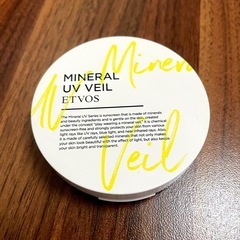 Mineral
UV
MINERAL
UV VEIL
ETVOS
The Mineral UV Series is sunscreen that is made of minerals
and beauty ingredients and is gentle on the skin, created
under the concept "play wearing a mineral veil". It is chemical
sunscreen-free and strongly protects your skin from various
light rays like UV rays, blue light, and near infrared rays. Also,
it is made of carefully selected minerals that not only makes
your skin look beautiful with the effect of light, but also keeps
your skin bright and transparent.
Veil